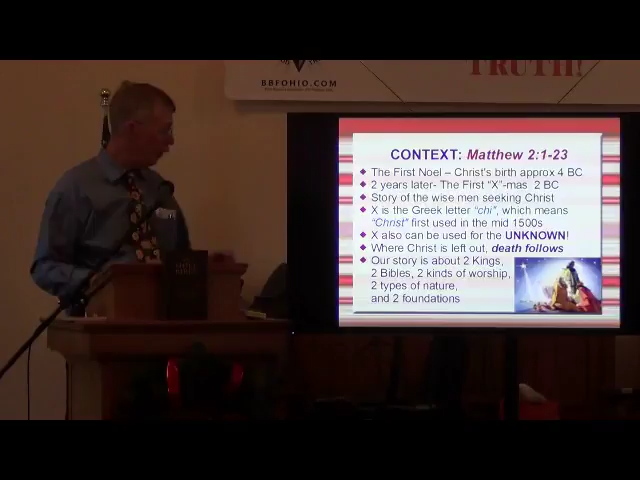 BBFOHIO.COM
TRUTH!
CONTEXT: Matthew 2:1-23
The First Noel – Christ's birth approx 4 BC
2 years later- The First "X"-mas 2 BC
Story of the wise men seeking Christ
X is the Greek letter "chi", which means
"Christ" first used in the mid 1500s
X also can be used for the UNKNOWN!
Where Christ is left out, death follows
Our story is about 2 Kings,
2 Bibles, 2 kinds of worship,
2 types of nature,
and 2 foundations
HOLY
BIBLE